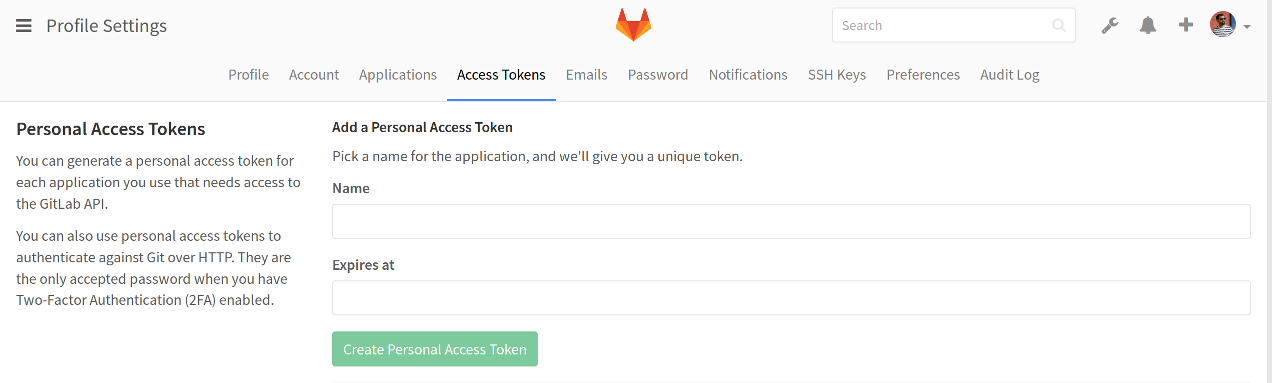 Profile Settings
Search
Profile Account Applications Access Tokens Emails Password Notifications SSH Keys Preferences Audit Log
Personal Access Tokens
You can generate a personal access token for
each application you use that needs access to
the GitLab API.
You can also use personal access tokens to
authenticate against Git over HTTP. They are
the only accepted password when you have
Two-Factor Authentication (2FA) enabled.
Add a Personal Access Token
Pick a name for the application, and we'll give you a unique token.
Name
Expires at
Create Personal Access Token